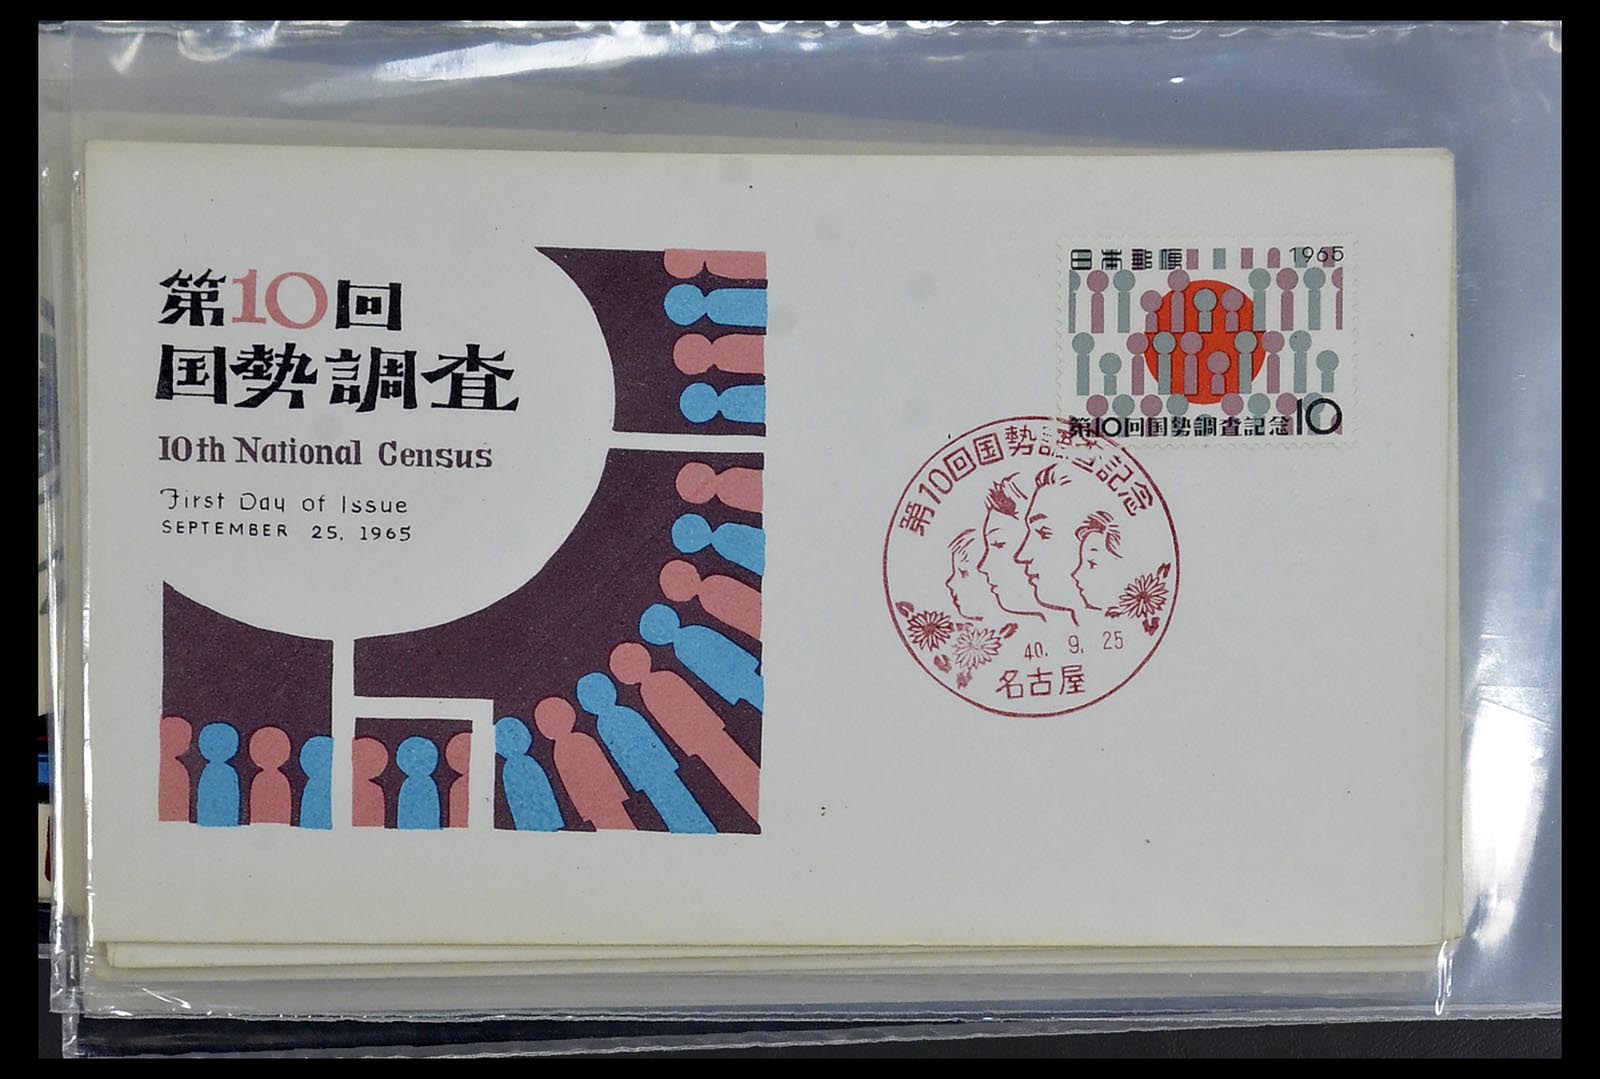 第10回
国勢調査
10th National Census
First Day of Issue
SEPTEMBER 25, 1965
日本郵便 1965
第10回国勢調査記念 10
第10回国勢調査記念
40. 9. 25
名古屋